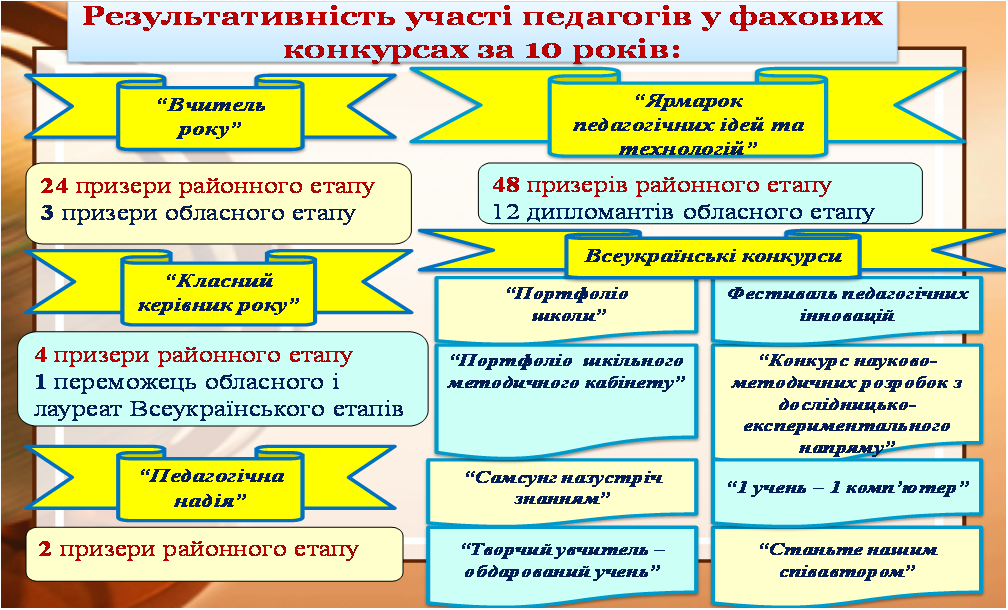 Результативність участі педагогів у фахових
конкурсах за 10 років:
“Вчитель
року”
24 призери районного етапу
3 призери обласного етапу
“Класний
керівник року”
4 призери районного етапу
1 переможець обласного і
лауреат Всеукраїнського етапів
“Педагогічна
надія”
2 призери районного етапу
“Ярмарок
педагогічних ідей та
технологій”
48 призерів районного етапу
12 дипломантів обласного етапу
Всеукраїнські конкурси
“Портфоліо
школи”
Фестиваль педагогічних
інновацій
“Портфоліо шкільного
методичного кабінету”
“Конкурс науково-
методичних розробок з
дослідницько-
експериментального
напряму”
“Самсунг назустріч
знанням”
“1 учень – 1 комп’ютер”
“Творчий увчитель –
обдарований учень”
“Станьте нашим
співавтором”